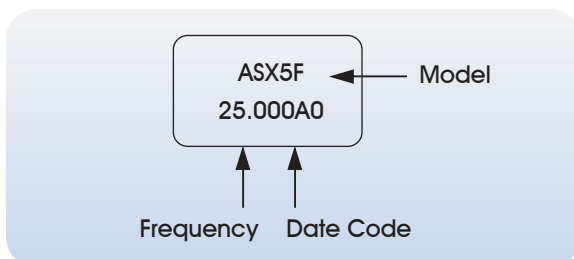 ASX5F
Model
25.000A0
Frequency
Date Code